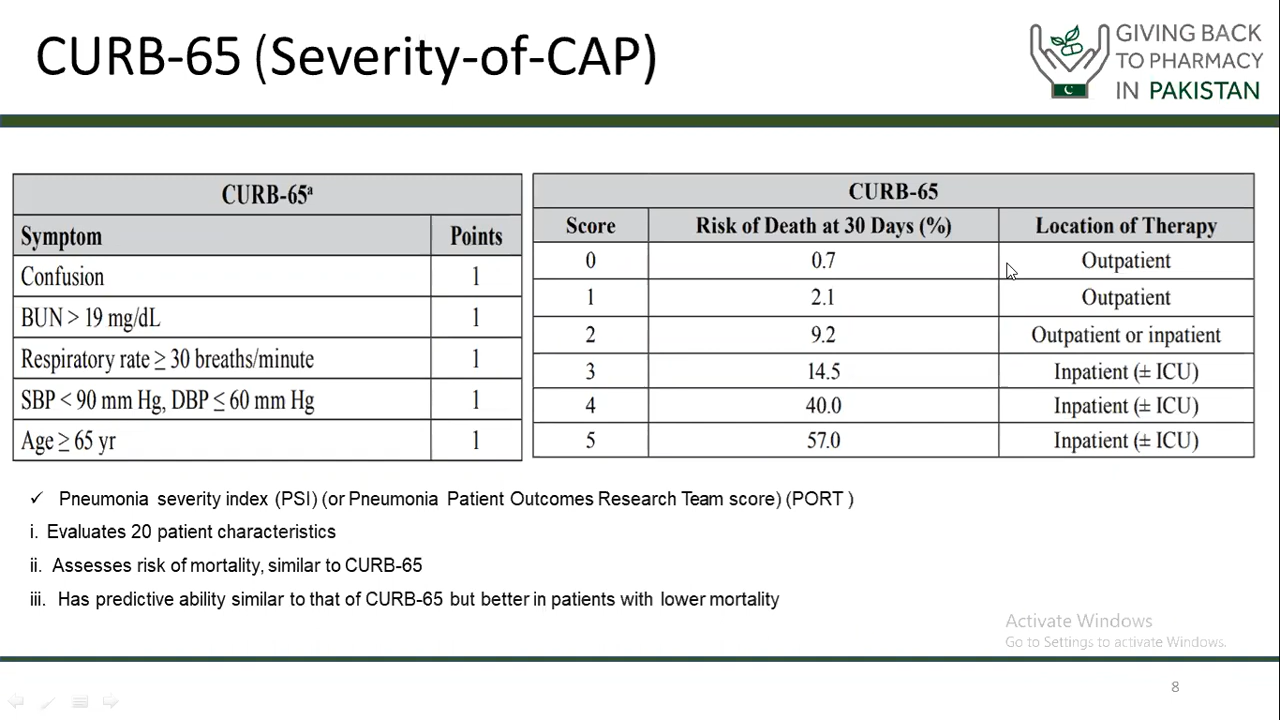 CURB-65 (Severity-of-CAP)
GIVING BACK
TO PHARMACY
IN PAKISTAN
CURB-65ᵃ
Symptom Points
Confusion 1
BUN > 19 mg/dL 1
Respiratory rate ≥ 30 breaths/minute 1
SBP < 90 mm Hg, DBP ≤ 60 mm Hg 1
Age ≥ 65 yr 1
CURB-65
Score Risk of Death at 30 Days (%) Location of Therapy
0 0.7 Outpatient
1 2.1 Outpatient
2 9.2 Outpatient or inpatient
3 14.5 Inpatient (± ICU)
4 40.0 Inpatient (± ICU)
5 57.0 Inpatient (± ICU)
✓ Pneumonia severity index (PSI) (or Pneumonia Patient Outcomes Research Team score) (PORT )
i. Evaluates 20 patient characteristics
ii. Assesses risk of mortality, similar to CURB-65
iii. Has predictive ability similar to that of CURB-65 but better in patients with lower mortality
Activate Windows
Go to Settings to activate Windows.
8